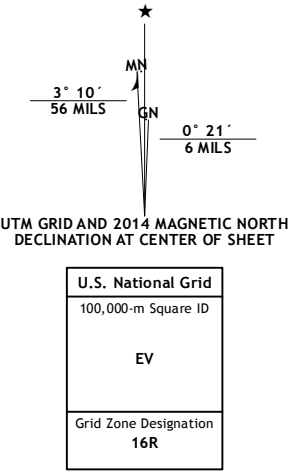 MN
3° 10´
56 MILS
GN
0° 21´
6 MILS
UTM GRID AND 2014 MAGNETIC NORTH
DECLINATION AT CENTER OF SHEET
U.S. National Grid
100,000-m Square ID
EV
Grid Zone Designation
16R